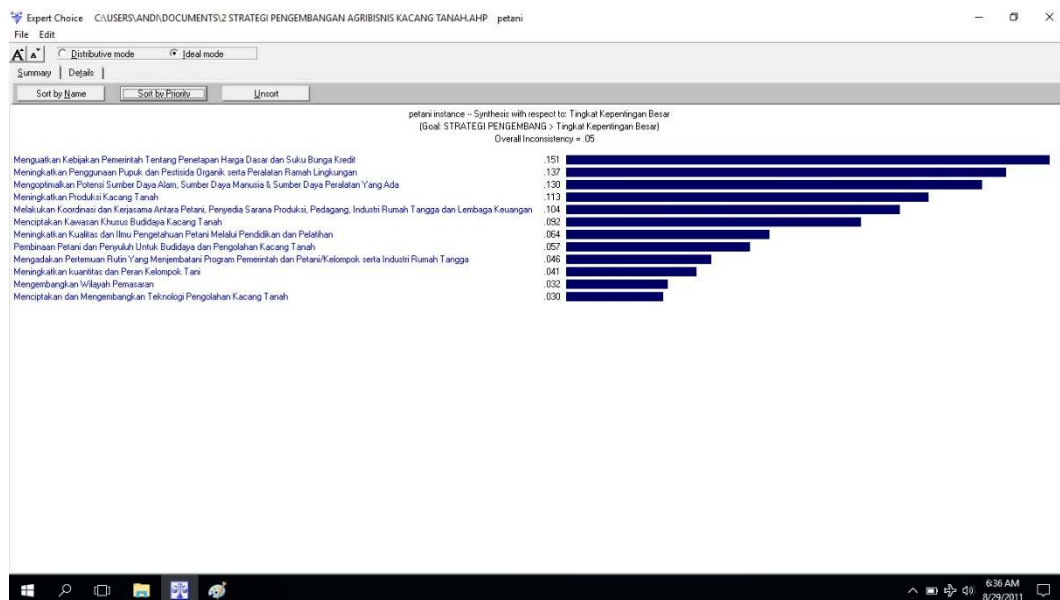 Expert Choice C:\USERS\ANDI\DOCUMENTS\2 STRATEGI PENGEMBANGAN AGRIBISNIS KACANG TANAH.AHP petani
File Edit
A A Distributive mode Ideal mode
Summary Details
Sort by Name Sort by Priority Unsort
petani instance -- Synthesis with respect to: Tingkat Kepentingan Besar
(Goal: STRATEGI PENGEMBANG > Tingkat Kepentingan Besar)
Overall Inconsistency = .05
Menguatkan Kebijakan Pemerintah Tentang Penetapan Harga Dasar dan Suku Bunga Kredit .151
Meningkatkan Penggunaan Pupuk dan Pestisida Organik serta Peralatan Ramah Lingkungan .137
Mengoptimalkan Potensi Sumber Daya Alam, Sumber Daya Manusia & Sumber Daya Peralatan Yang Ada .130
Meningkatkan Produksi Kacang Tanah .113
Melakukan Koordinasi dan Kerjasama Antara Petani, Penyedia Sarana Produksi, Pedagang, Industri Rumah Tangga dan Lembaga Keuangan .104
Menciptakan Kawasan Khusus Budidaya Kacang Tanah .092
Meningkatkan Kualitas dan Ilmu Pengetahuan Petani Melalui Pendidikan dan Pelatihan .064
Pembinaan Petani dan Penyuluh Untuk Budidaya dan Pengolahan Kacang Tanah .057
Mengadakan Pertemuan Rutin Yang Menjembatani Program Pemerintah dan Petani/Kelompok serta Industri Rumah Tangga .046
Meningkatkan kuantitas dan Peran Kelompok Tani .041
Mengembangkan Wilayah Pemasaran .032
Menciptakan dan Mengembangkan Teknologi Pengolahan Kacang Tanah .030
6:36 AM
8/29/2011